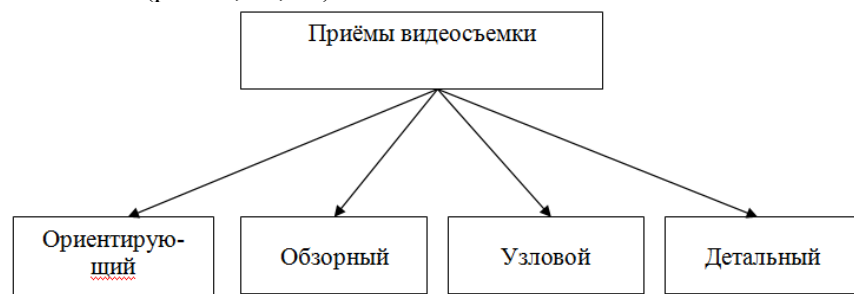 Приёмы видеосъемки
Ориентирую-
щий
Обзорный
Узловой
Детальный